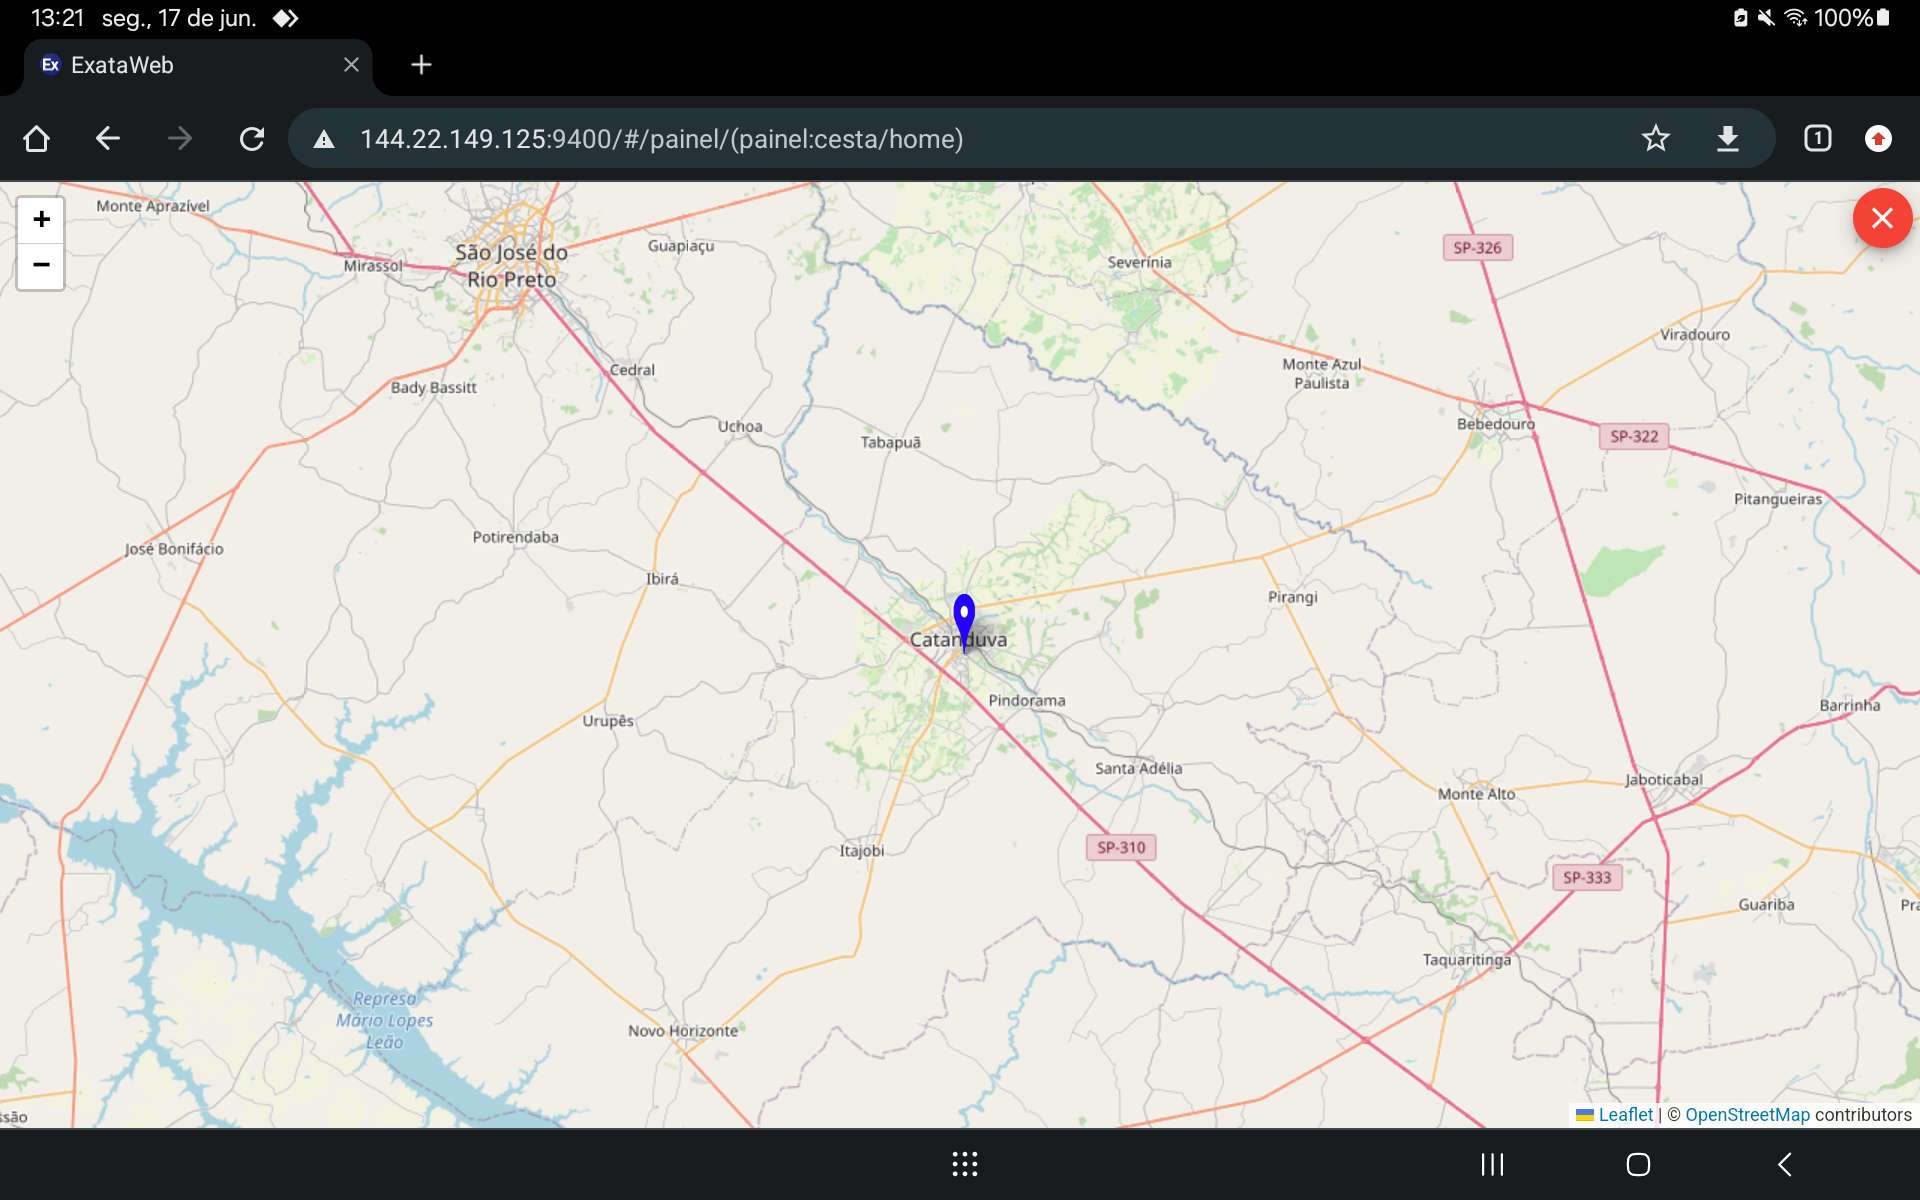 13:21 seg., 17 de jun.
100%
Ex ExataWeb
144.22.149.125:9400/#/painel/(painel:cesta/home)
1
+
−
Monte Aprazível
São José do
Rio Preto
Guapiaçu
Mirassol
Severínia
SP-326
Viradouro
Cedral
Monte Azul
Paulista
Bady Bassitt
Uchoa
Tabapuã
Bebedouro
SP-322
Pitangueiras
José Bonifácio
Potirendaba
Ibirá
Pirangi
Catanduva
Pindorama
Urupês
Barrinha
Santa Adélia
Jaboticabal
Monte Alto
Itajobi
SP-310
SP-333
Guariba
Pra
Taquaritinga
Represa
Mário Lopes
Leão
Novo Horizonte
ssão
Leaflet | © OpenStreetMap contributors